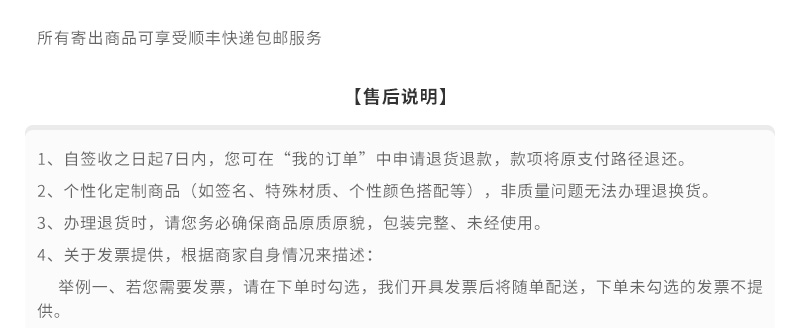 所有寄出商品可享受顺丰快递包邮服务
【售后说明】
1、自签收之日起7日内，您可在“我的订单”中申请退货退款，款项将原支付路径退还。
2、个性化定制商品（如签名、特殊材质、个性颜色搭配等），非质量问题无法办理退换货。
3、办理退货时，请您务必确保商品原质原貌，包装完整、未经使用。
4、关于发票提供，根据商家自身情况来描述：
举例一、若您需要发票，请在下单时勾选，我们开具发票后将随单配送，下单未勾选的发票不提
供。